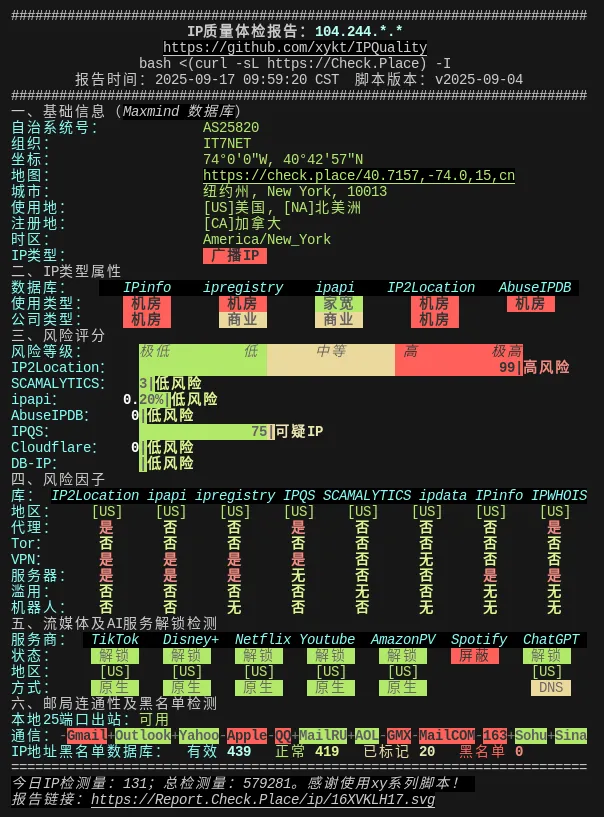 ########################################################################
IP质量体检报告：104.244.*.*
https://github.com/xykt/IPQuality
bash <(curl -sL https://Check.Place) -I
报告时间：2025-09-17 09:59:20 CST 脚本版本：v2025-09-04
########################################################################
一、基础信息（Maxmind 数据库）
自治系统号： AS25820
组织： IT7NET
坐标： 74°0′0″W, 40°42′57″N
地图： https://check.place/40.7157,-74.0,15,cn
城市： 纽约州, New York, 10013
使用地： [US]美国, [NA]北美洲
注册地： [CA]加拿大
时区： America/New_York
IP类型： 广播IP
二、IP类型属性
数据库： IPinfo ipregistry ipapi IP2Location AbuseIPDB
使用类型： 机房 机房 家宽 机房 机房
公司类型： 机房 商业 商业 机房
三、风险评分
风险等级： 极低 低 中等 高 极高
IP2Location： 99|高风险
SCAMALYTICS： 3|低风险
ipapi： 0.20%|低风险
AbuseIPDB： 0|低风险
IPQS： 75|可疑IP
Cloudflare： 0|低风险
DB-IP： |低风险
四、风险因子
库： IP2Location ipapi ipregistry IPQS SCAMALYTICS ipdata IPinfo IPWHOIS
地区： [US] [US] [US] [US] [US] [US] [US] [US]
代理： 是 否 否 是 否 否 否 是
Tor： 否 否 否 否 否 否 否 否
VPN： 是 是 是 是 否 无 否 否
服务器： 是 是 是 无 否 否 是 是
滥用： 否 否 否 否 无 否 无 无
机器人： 否 否 无 否 否 无 无 无
五、流媒体及AI服务解锁检测
服务商： TikTok Disney+ Netflix Youtube AmazonPV Spotify ChatGPT
状态： 解锁 解锁 解锁 解锁 解锁 屏蔽 解锁
地区： [US] [US] [US] [US] [US] [US]
方式： 原生 原生 原生 原生 原生 DNS
六、邮局连通性及黑名单检测
本地25端口出站：可用
通信：-Gmail+Outlook+Yahoo-Apple-QQ+MailRU+AOL-GMX-MailCOM-163+Sohu+Sina
IP地址黑名单数据库： 有效 439 正常 419 已标记 20 黑名单 0
========================================================================
今日IP检测量：131；总检测量：579281。感谢使用xy系列脚本！
报告链接：https://Report.Check.Place/ip/16XVKLH17.svg